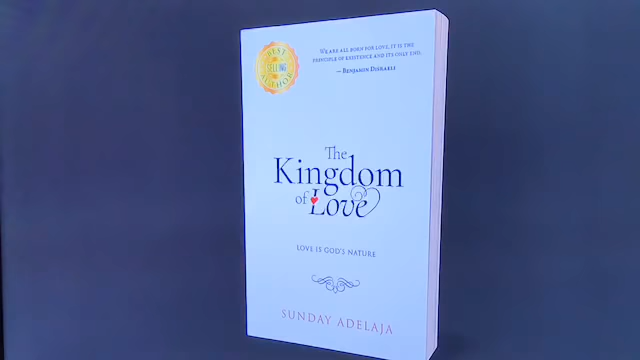 BEST
SELLING
AUTHOR
WE ARE ALL BORN FOR LOVE, IT IS THE
PRINCIPLE OF EXISTENCE AND ITS ONLY END.
— BENJAMIN DISRAELI
The
Kingdom
of Love
LOVE IS GOD'S NATURE
SUNDAY ADELAJA